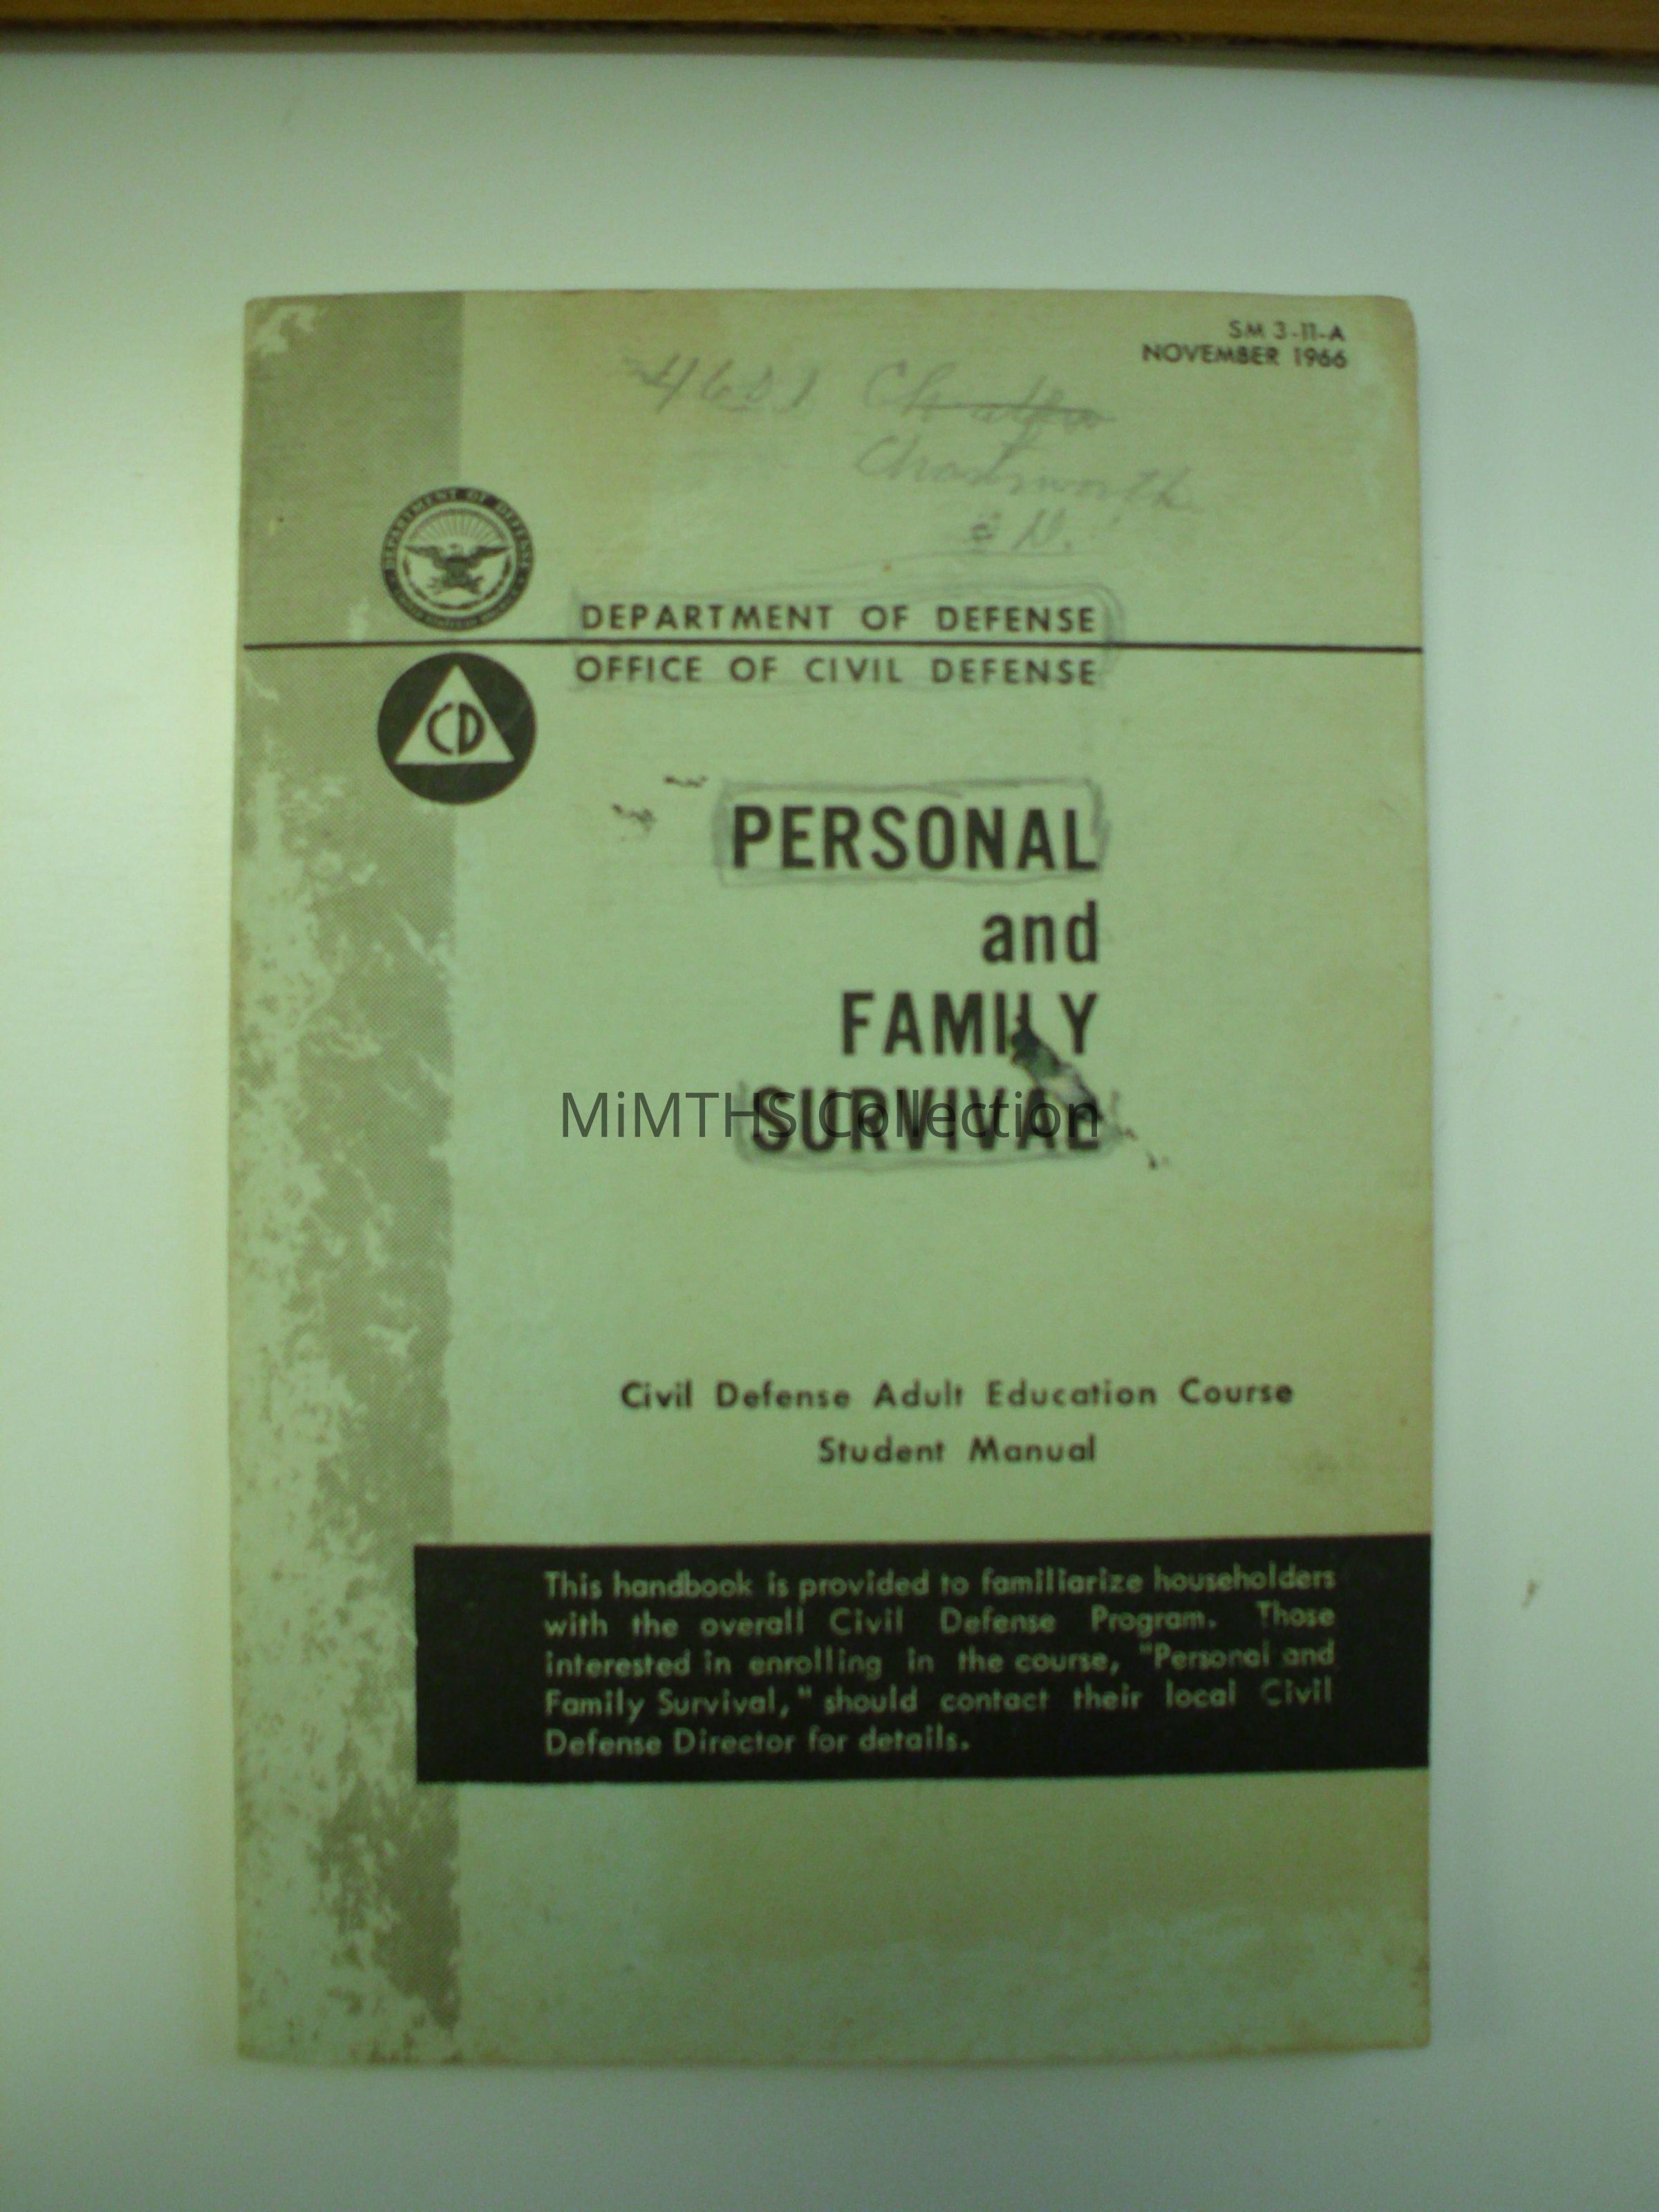 SM 3-11-A
NOVEMBER 1966
DEPARTMENT OF DEFENSE
DEPARTMENT OF DEFENSE
OFFICE OF CIVIL DEFENSE
CD
PERSONAL
and
FAMILY
SURVIVAL
MiMTHS Collection
Civil Defense Adult Education Course
Student Manual
This handbook is provided to familiarize householders
with the overall Civil Defense Program. Those
interested in enrolling in the course, "Personal and
Family Survival," should contact their local Civil
Defense Director for details.